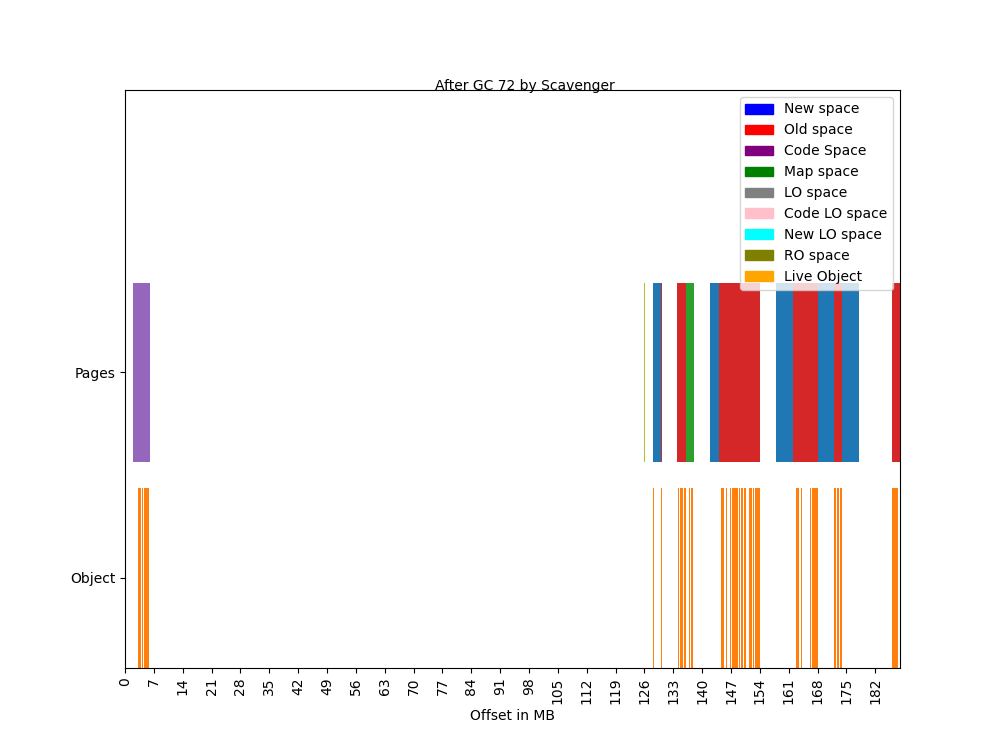 After GC 72 by Scavenger
New space
Old space
Code Space
Map space
LO space
Code LO space
New LO space
RO space
Live Object
Pages
Object
0 7 14 21 28 35 42 49 56 63 70 77 84 91 98 105 112 119 126 133 140 147 154 161 168 175 182
Offset in MB